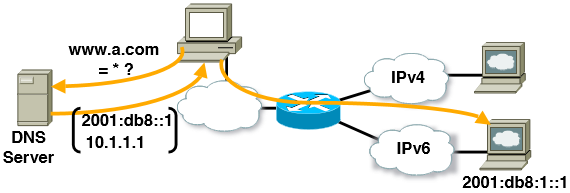 www.a.com
= * ?
DNS
Server
2001:db8::1
10.1.1.1
IPv4
IPv6
2001:db8:1::1